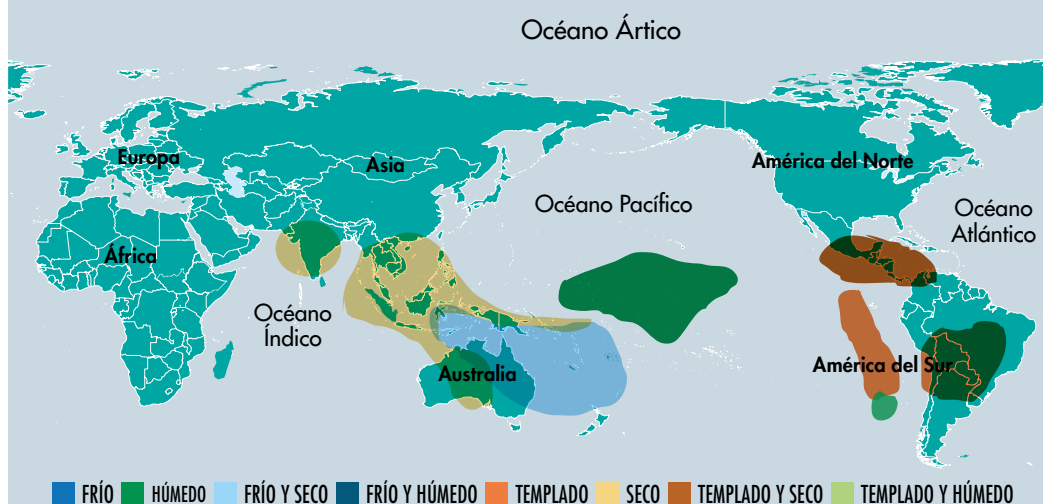 Océano Ártico
Europa
Asia
América del Norte
Océano Pacífico
Océano
Atlántico
África
Océano
Índico
América del Sur
Australia
FRÍO HÚMEDO FRÍO Y SECO FRÍO Y HÚMEDO TEMPLADO SECO TEMPLADO Y SECO TEMPLADO Y HÚMEDO